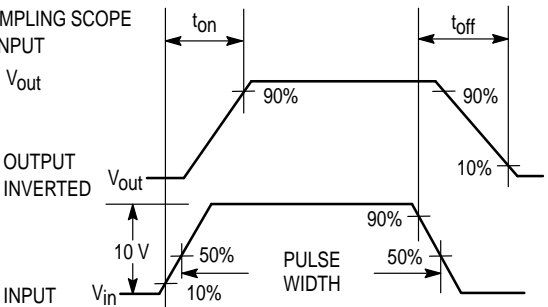 MPLING SCOPE
NPUT
ton
toff
Vout
90%
90%
OUTPUT
INVERTED
Vout
10%
90%
10 V
50%
PULSE
WIDTH
50%
INPUT
Vin
10%